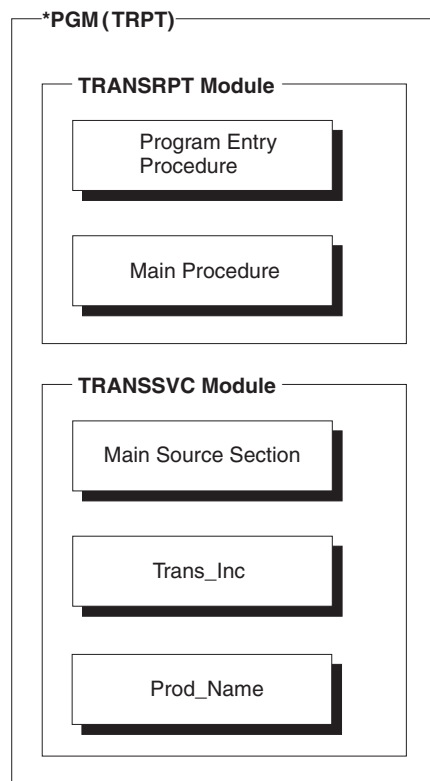 *PGM (TRPT)
TRANSRPT Module
Program Entry
Procedure
Main Procedure
TRANSSVC Module
Main Source Section
Trans_Inc
Prod_Name